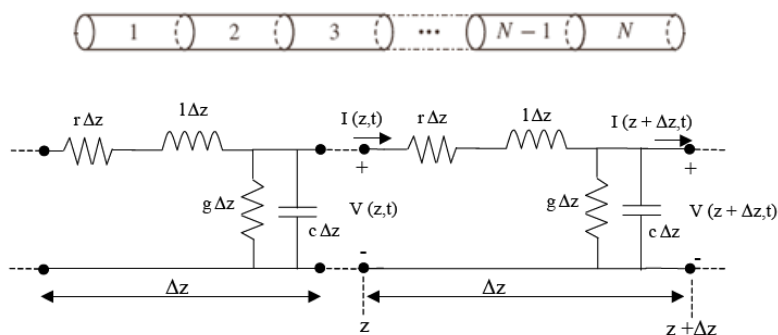 1 2 3 ... N − 1 N
r Δz l Δz I (z,t) r Δz l Δz I (z + Δz,t)
+ +
g Δz c Δz V (z,t) g Δz c Δz V (z + Δz,t)
- -
Δz Δz
z z +Δz